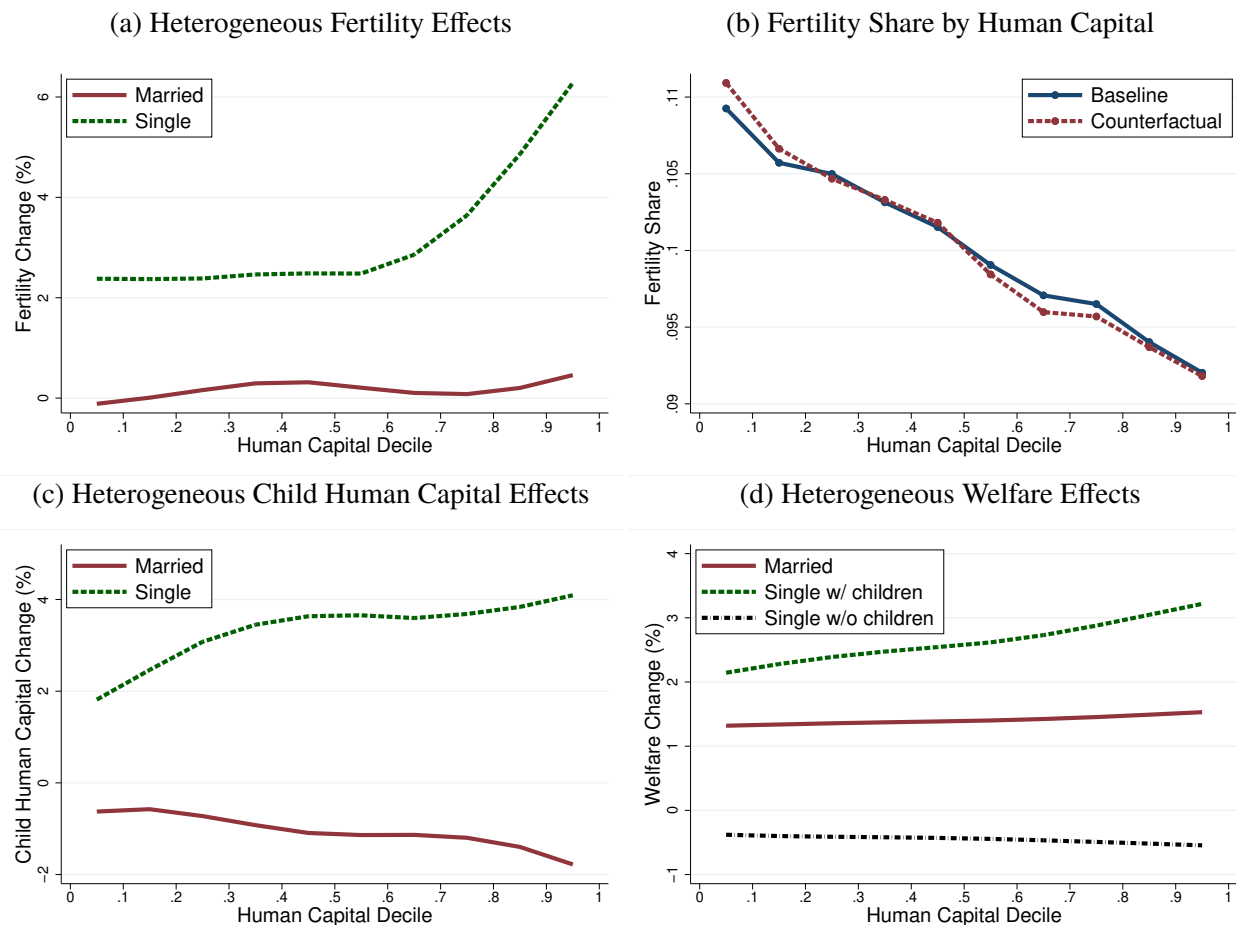 (a) Heterogeneous Fertility Effects
Married
Single
Fertility Change (%)
6
4
2
0
0 .1 .2 .3 .4 .5 .6 .7 .8 .9 1
Human Capital Decile
(b) Fertility Share by Human Capital
Baseline
Counterfactual
Fertility Share
.11
.105
.1
.095
.09
0 .1 .2 .3 .4 .5 .6 .7 .8 .9 1
Human Capital Decile
(c) Heterogeneous Child Human Capital Effects
Married
Single
Child Human Capital Change (%)
4
2
0
−2
0 .1 .2 .3 .4 .5 .6 .7 .8 .9 1
Human Capital Decile
(d) Heterogeneous Welfare Effects
Married
Single w/ children
Single w/o children
Welfare Change (%)
4
3
2
1
0
−1
0 .1 .2 .3 .4 .5 .6 .7 .8 .9 1
Human Capital Decile